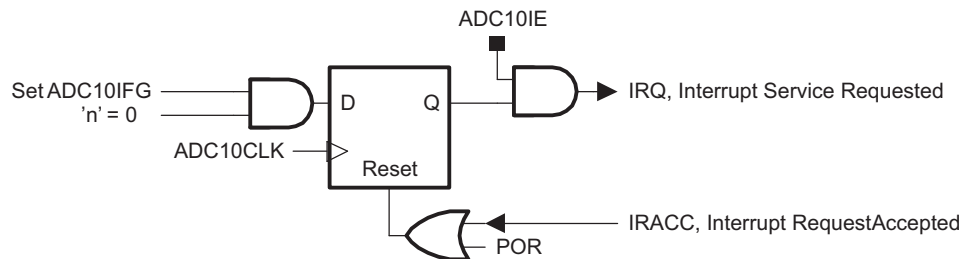 ADC10IE
Set ADC10IFG
'n' = 0
D
Q
IRQ, Interrupt Service Requested
ADC10CLK
Reset
IRACC, Interrupt RequestAccepted
POR